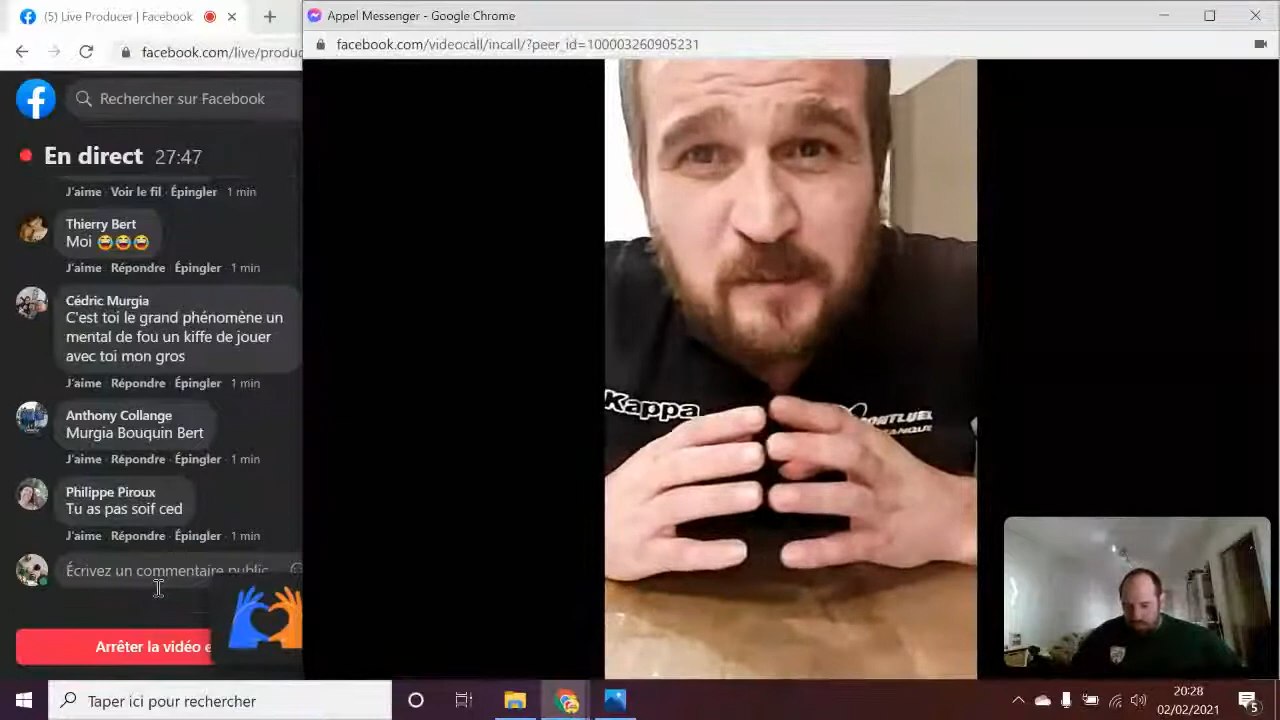 (5) Live Producer | Facebook
Appel Messenger - Google Chrome
facebook.com/live/produc
facebook.com/videocall/incall/?peer_id=100003260905231
Rechercher sur Facebook
En direct 27:47
J'aime · Voir le fil · Épingler · 1 min
Thierry Bert
Moi 😂😂😂
J'aime · Répondre · Épingler · 1 min
Cédric Murgia
C'est toi le grand phénomène un
mental de fou un kiffe de jouer
avec toi mon gros
J'aime · Répondre · Épingler · 1 min
Anthony Collange
Murgia Bouquin Bert
J'aime · Répondre · Épingler · 1 min
Philippe Piroux
Tu as pas soif ced
J'aime · Répondre · Épingler · 1 min
Écrivez un commentaire public
Arrêter la vidéo e
Kappa
ONTLUEL
ANQUE
Taper ici pour rechercher
20:28
02/02/2021
5